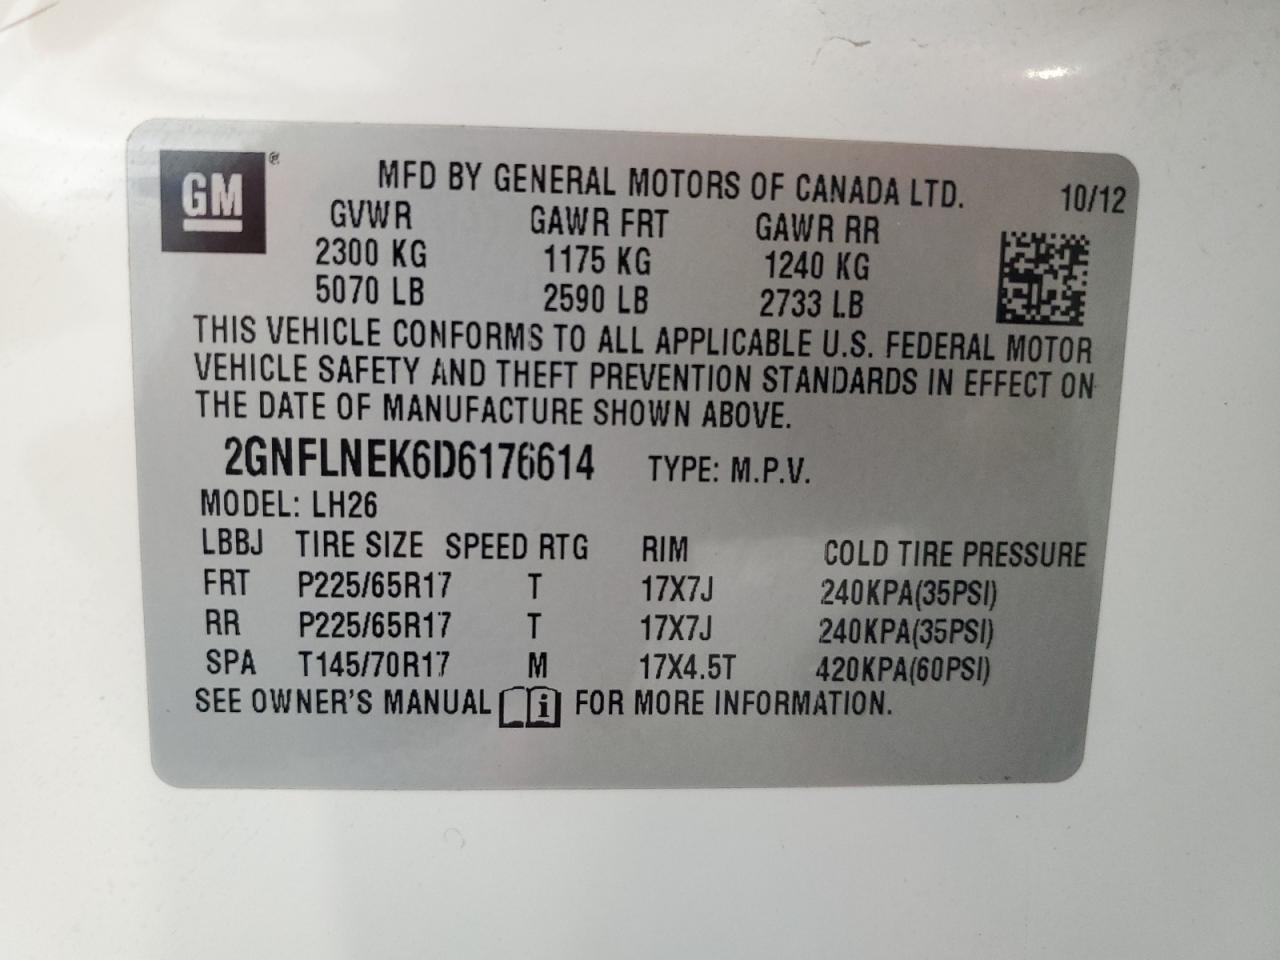 GM ®
MFD BY GENERAL MOTORS OF CANADA LTD. 10/12
GVWR GAWR FRT GAWR RR
2300 KG 1175 KG 1240 KG
5070 LB 2590 LB 2733 LB
THIS VEHICLE CONFORMS TO ALL APPLICABLE U.S. FEDERAL MOTOR
VEHICLE SAFETY AND THEFT PREVENTION STANDARDS IN EFFECT ON
THE DATE OF MANUFACTURE SHOWN ABOVE.
2GNFLNEK6D6176614 TYPE: M.P.V.
MODEL: LH26
LBBJ TIRE SIZE SPEED RTG RIM COLD TIRE PRESSURE
FRT P225/65R17 T 17X7J 240KPA(35PSI)
RR P225/65R17 T 17X7J 240KPA(35PSI)
SPA T145/70R17 M 17X4.5T 420KPA(60PSI)
SEE OWNER'S MANUAL i FOR MORE INFORMATION.